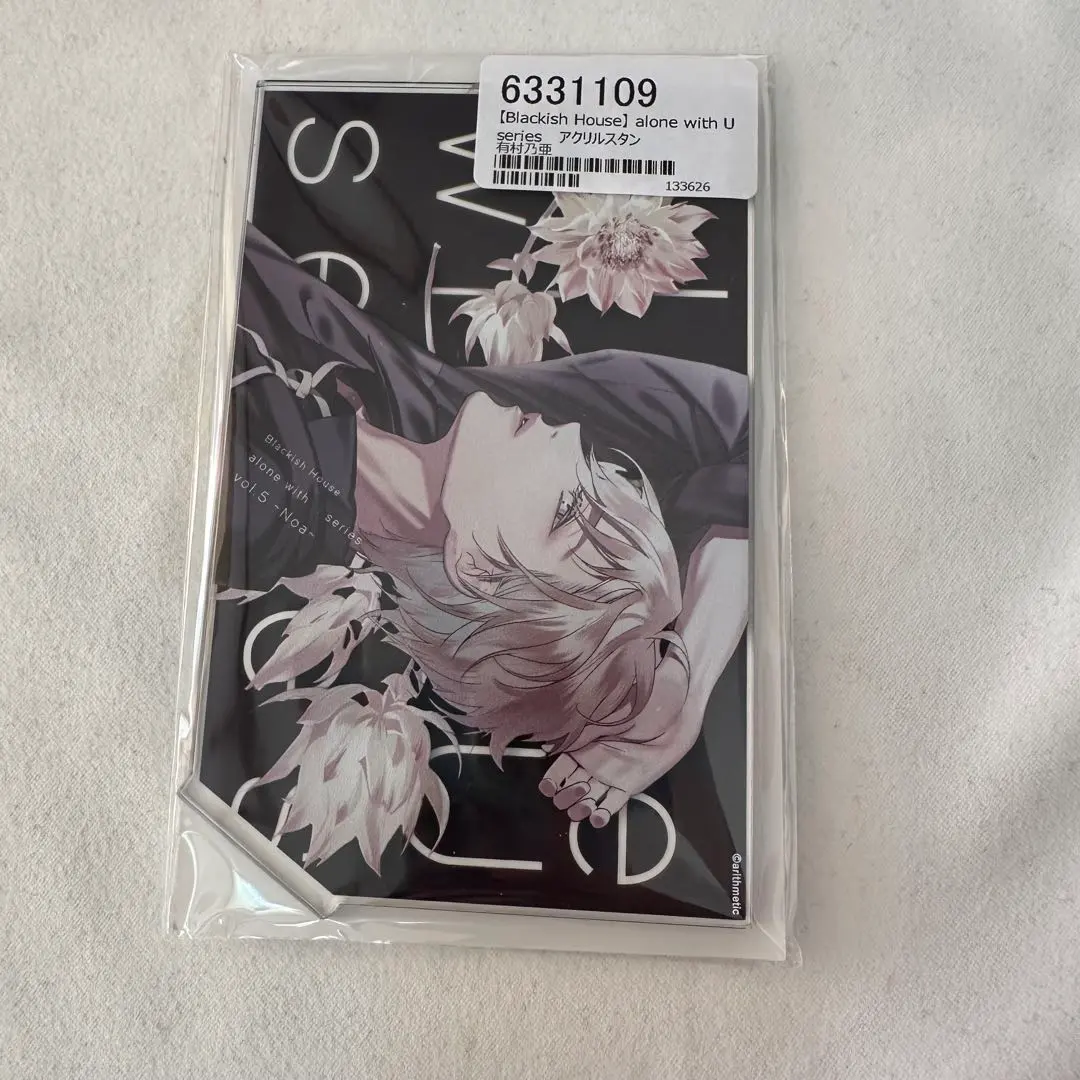 6331109
【Blackish House】 alone with U
series アクリルスタン
有村乃亜
133626
Blackish House
alone with series
vol.5 -Noa-
©arithmetic